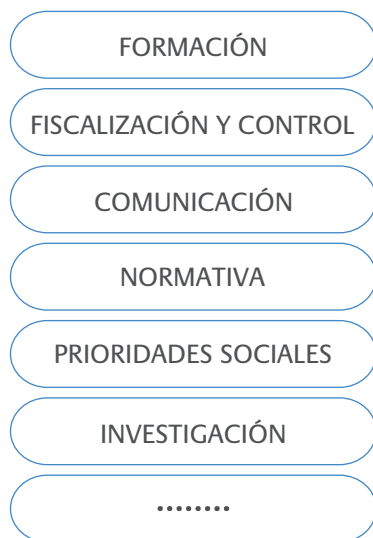 FORMACIÓN
FISCALIZACIÓN Y CONTROL
COMUNICACIÓN
NORMATIVA
PRIORIDADES SOCIALES
INVESTIGACIÓN
........